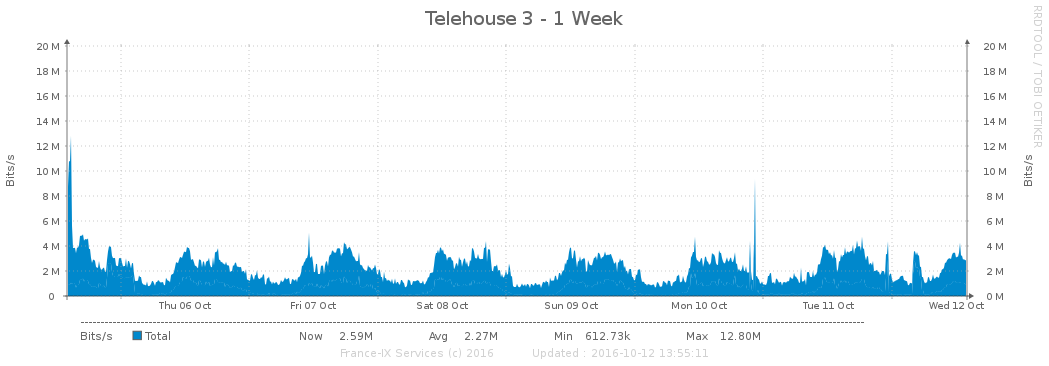 Telehouse 3 - 1 Week
RRDTOOL / TOBI OETIKER
Bits/s
20 M 20 M
18 M 18 M
16 M 16 M
14 M 14 M
12 M 12 M
10 M 10 M
8 M 8 M
6 M 6 M
4 M 4 M
2 M 2 M
0 0 M
Bits/s
Thu 06 Oct Fri 07 Oct Sat 08 Oct Sun 09 Oct Mon 10 Oct Tue 11 Oct Wed 12 Oct
Bits/s Total Now 2.59M Avg 2.27M Min 612.73k Max 12.80M
France-IX Services (c) 2016 Updated : 2016-10-12 13:55:11